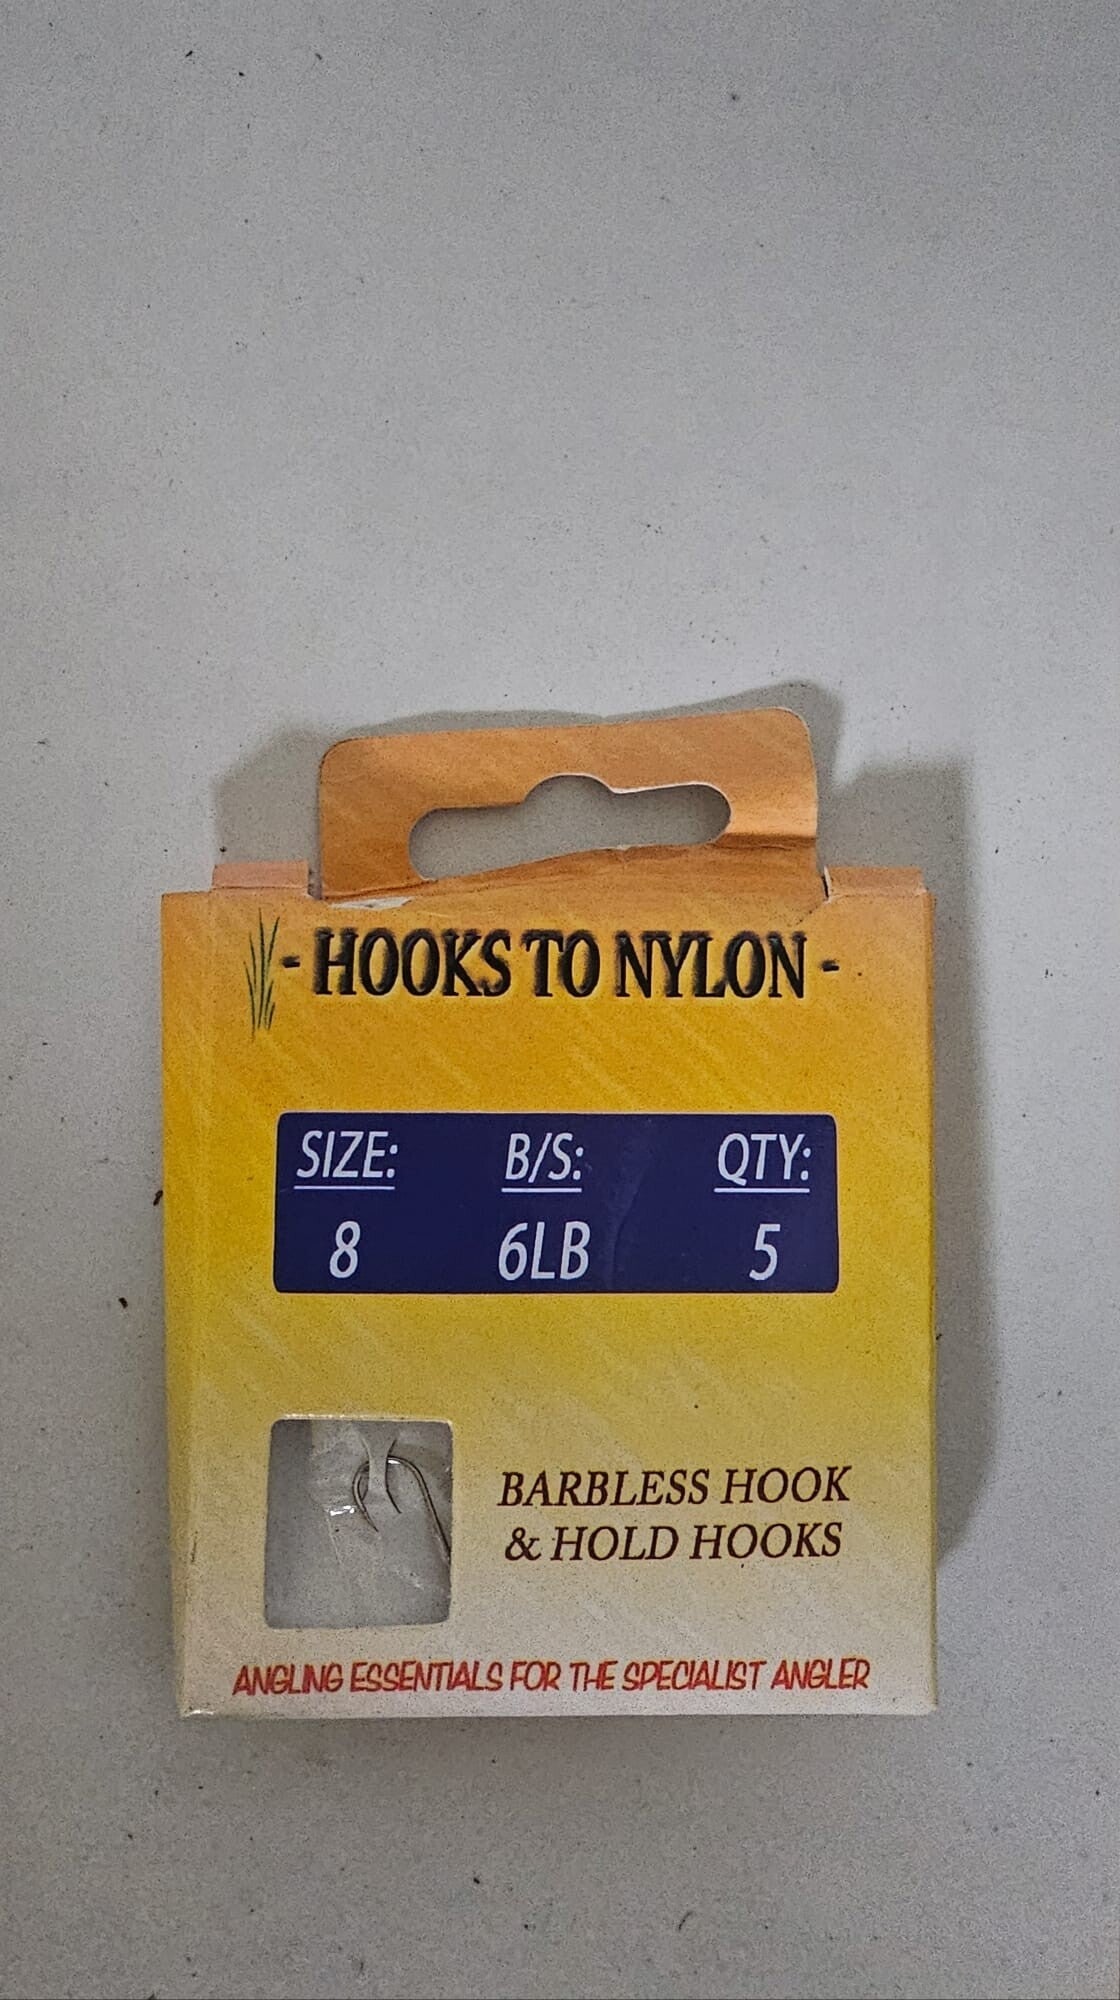 - HOOKS TO NYLON -
SIZE: B/S: QTY:
8 6LB 5
BARBLESS HOOK
& HOLD HOOKS
ANGLING ESSENTIALS FOR THE SPECIALIST ANGLER